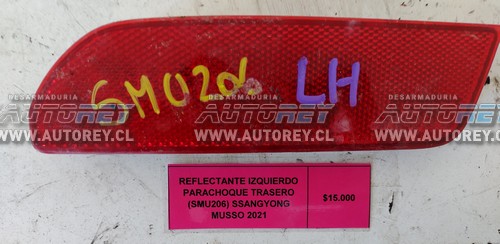 SMU206 LH
DESARMADURIA DESARMADURIA DESARMADURIA
AUTOREY AUTOREY AUTOREY
WWW.AUTOREY.CL WWW.AUTOREY.CL WWW.AUTOREY.CL
REFLECTANTE IZQUIERDO
PARACHOQUE TRASERO
(SMU206) SSANGYONG
MUSSO 2021
$15.000